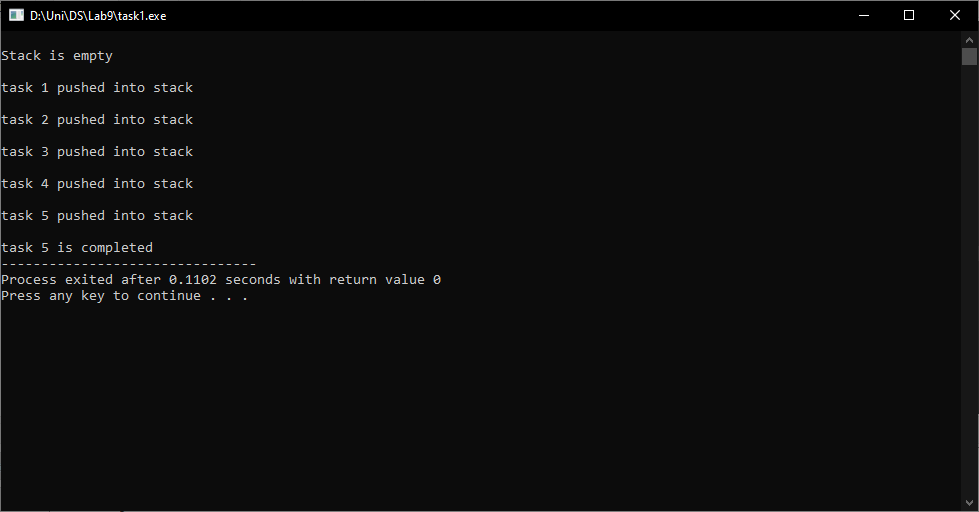 D:\Uni\DS\Lab9\task1.exe
Stack is empty
task 1 pushed into stack
task 2 pushed into stack
task 3 pushed into stack
task 4 pushed into stack
task 5 pushed into stack
task 5 is completed
--------------------------------
Process exited after 0.1102 seconds with return value 0
Press any key to continue . . .